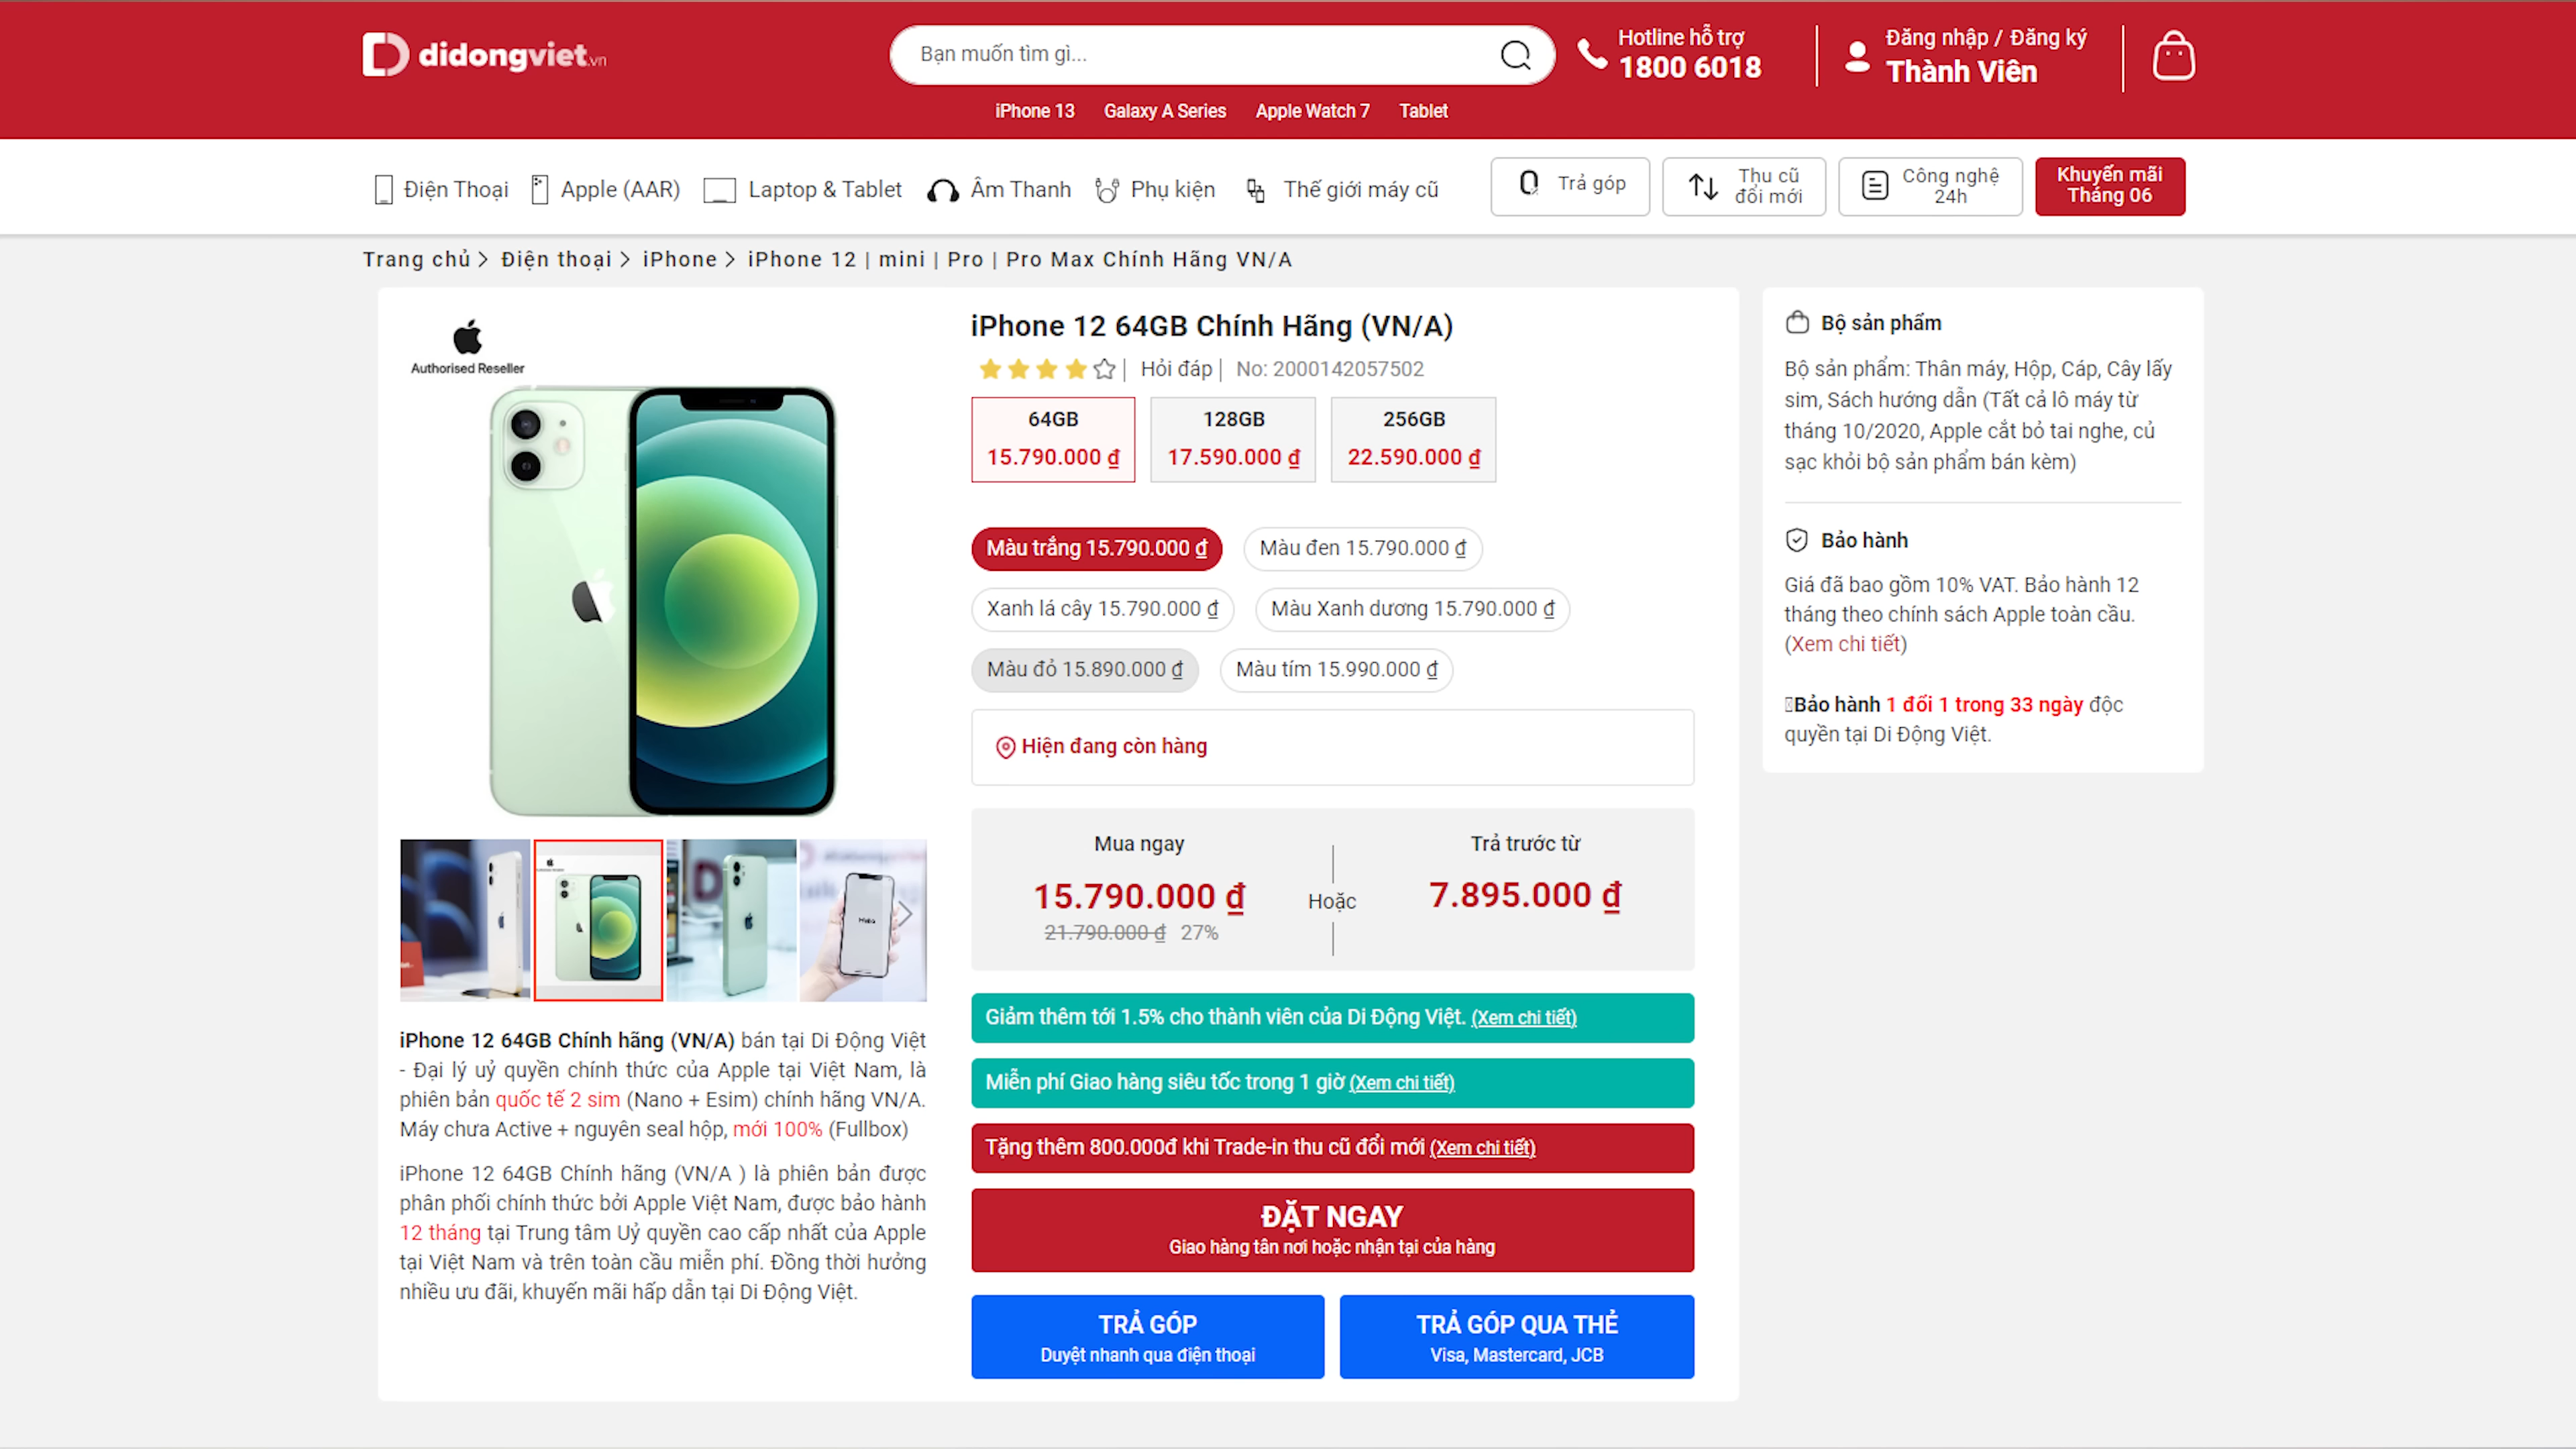 didongviet.vn
Bạn muốn tìm gì...
Hotline hỗ trợ
1800 6018
Đăng nhập / Đăng ký
Thành Viên
iPhone 13 Galaxy A Series Apple Watch 7 Tablet
Điện Thoại Apple (AAR) Laptop & Tablet Âm Thanh Phụ kiện Thế giới máy cũ
Trả góp
Thu cũ
đổi mới
Công nghệ
24h
Khuyến mãi
Tháng 06
Trang chủ > Điện thoại > iPhone > iPhone 12 | mini | Pro | Pro Max Chính Hãng VN/A
Authorised Reseller
iPhone 12 64GB Chính hãng (VN/A) bán tại Di Động Việt
- Đại lý uỷ quyền chính thức của Apple tại Việt Nam, là
phiên bản quốc tế 2 sim (Nano + Esim) chính hãng VN/A.
Máy chưa Active + nguyên seal hộp, mới 100% (Fullbox)
iPhone 12 64GB Chính hãng (VN/A ) là phiên bản được
phân phối chính thức bởi Apple Việt Nam, được bảo hành
12 tháng tại Trung tâm Uỷ quyền cao cấp nhất của Apple
tại Việt Nam và trên toàn cầu miễn phí. Đồng thời hưởng
nhiều ưu đãi, khuyến mãi hấp dẫn tại Di Động Việt.
iPhone 12 64GB Chính Hãng (VN/A)
| Hỏi đáp | No: 2000142057502
64GB
15.790.000 ₫
128GB
17.590.000 ₫
256GB
22.590.000 ₫
Màu trắng 15.790.000 ₫
Màu đen 15.790.000 ₫
Xanh lá cây 15.790.000 ₫
Màu Xanh dương 15.790.000 ₫
Màu đỏ 15.890.000 ₫
Màu tím 15.990.000 ₫
Hiện đang còn hàng
Mua ngay
15.790.000 ₫
21.790.000 ₫ 27%
Hoặc
Trả trước từ
7.895.000 ₫
Giảm thêm tới 1.5% cho thành viên của Di Động Việt. (Xem chi tiết)
Miễn phí Giao hàng siêu tốc trong 1 giờ (Xem chi tiết)
Tặng thêm 800.000đ khi Trade-in thu cũ đổi mới (Xem chi tiết)
ĐẶT NGAY
Giao hàng tân nơi hoặc nhận tại của hàng
TRẢ GÓP
Duyệt nhanh qua điện thoại
TRẢ GÓP QUA THẺ
Visa, Mastercard, JCB
Bộ sản phẩm
Bộ sản phẩm: Thân máy, Hộp, Cáp, Cây lấy
sim, Sách hướng dẫn (Tất cả lô máy từ
tháng 10/2020, Apple cắt bỏ tai nghe, củ
sạc khỏi bộ sản phẩm bán kèm)
Bảo hành
Giá đã bao gồm 10% VAT. Bảo hành 12
tháng theo chính sách Apple toàn cầu.
(Xem chi tiết)
Bảo hành 1 đổi 1 trong 33 ngày độc
quyền tại Di Động Việt.